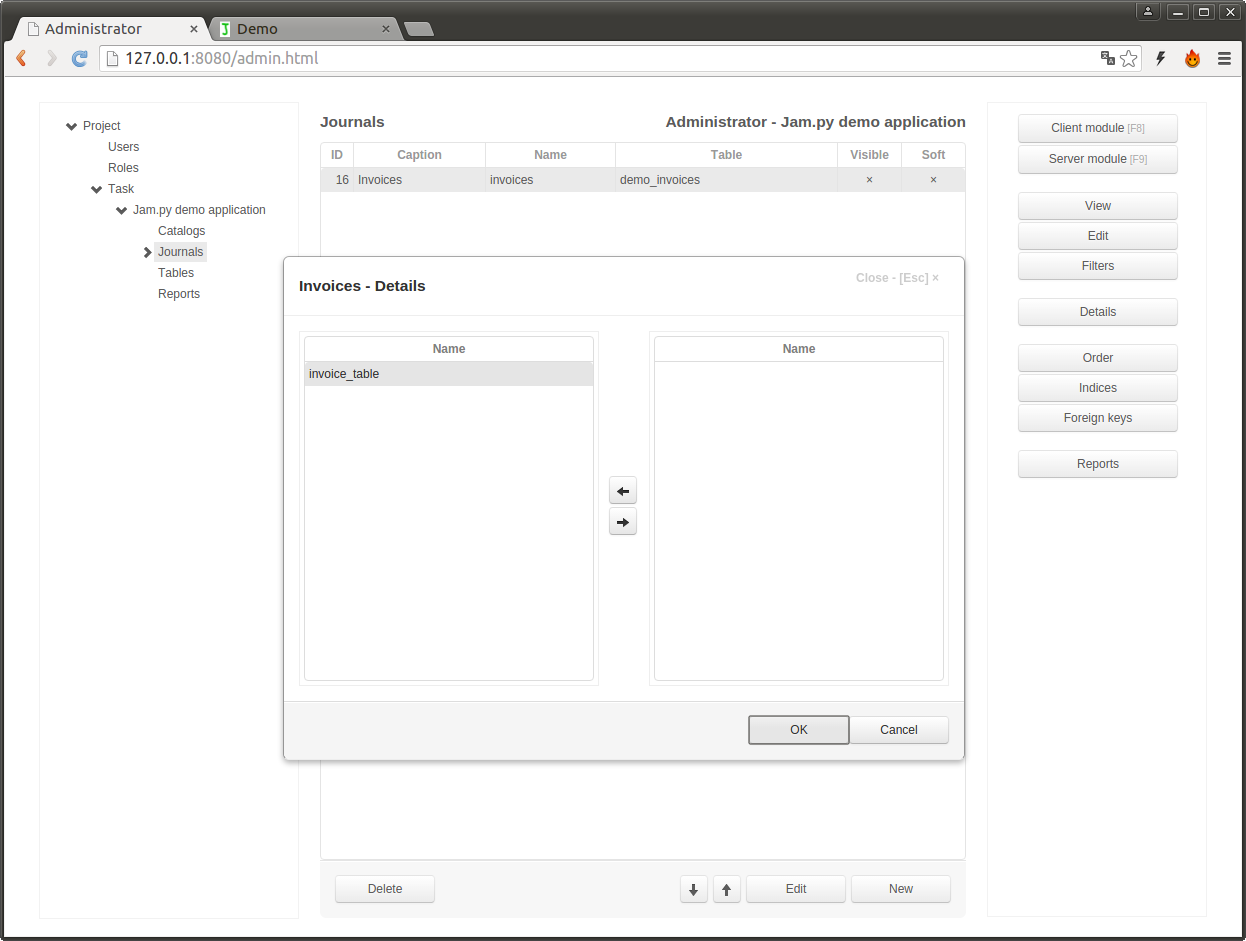 Administrator × Demo ×
127.0.0.1:8080/admin.html
Project
Users
Roles
Task
Jam.py demo application
Catalogs
Journals
Tables
Reports
Journals Administrator - Jam.py demo application
ID Caption Name Table Visible Soft
16 Invoices invoices demo_invoices × ×
Invoices - Details Close - [Esc] ×
Name Name
invoice_table
OK Cancel
Delete Edit New
Client module [F8]
Server module [F9]
View
Edit
Filters
Details
Order
Indices
Foreign keys
Reports